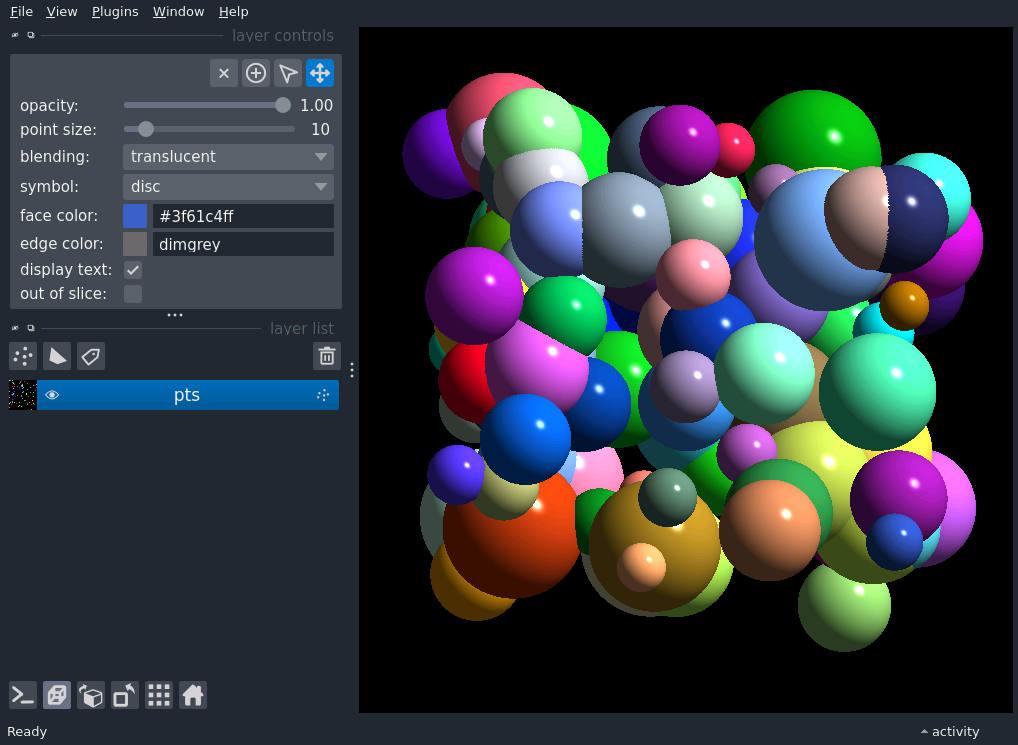 File View Plugins Window Help
layer controls
opacity: 1.00
point size: 10
blending: translucent
symbol: disc
face color: #3f61c4ff
edge color: dimgrey
display text:
out of slice:
layer list
pts
Ready
activity